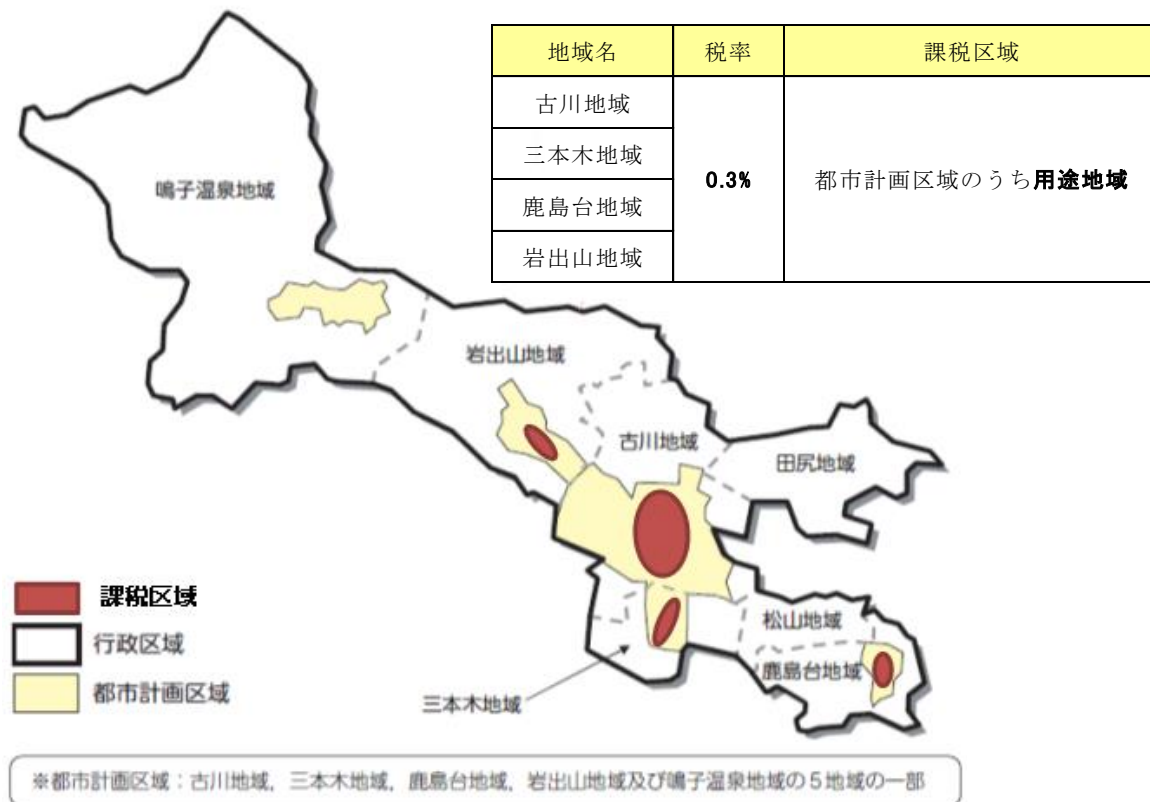 地域名 税率 課税区域
古川地域
三本木地域
鹿島台地域
岩出山地域
0.3%
都市計画区域のうち用途地域
鳴子温泉地域
岩出山地域
古川地域
田尻地域
松山地域
鹿島台地域
三本木地域
課税区域
行政区域
都市計画区域
※都市計画区域：古川地域，三本木地域，鹿島台地域，岩出山地域及び鳴子温泉地域の5地域の一部